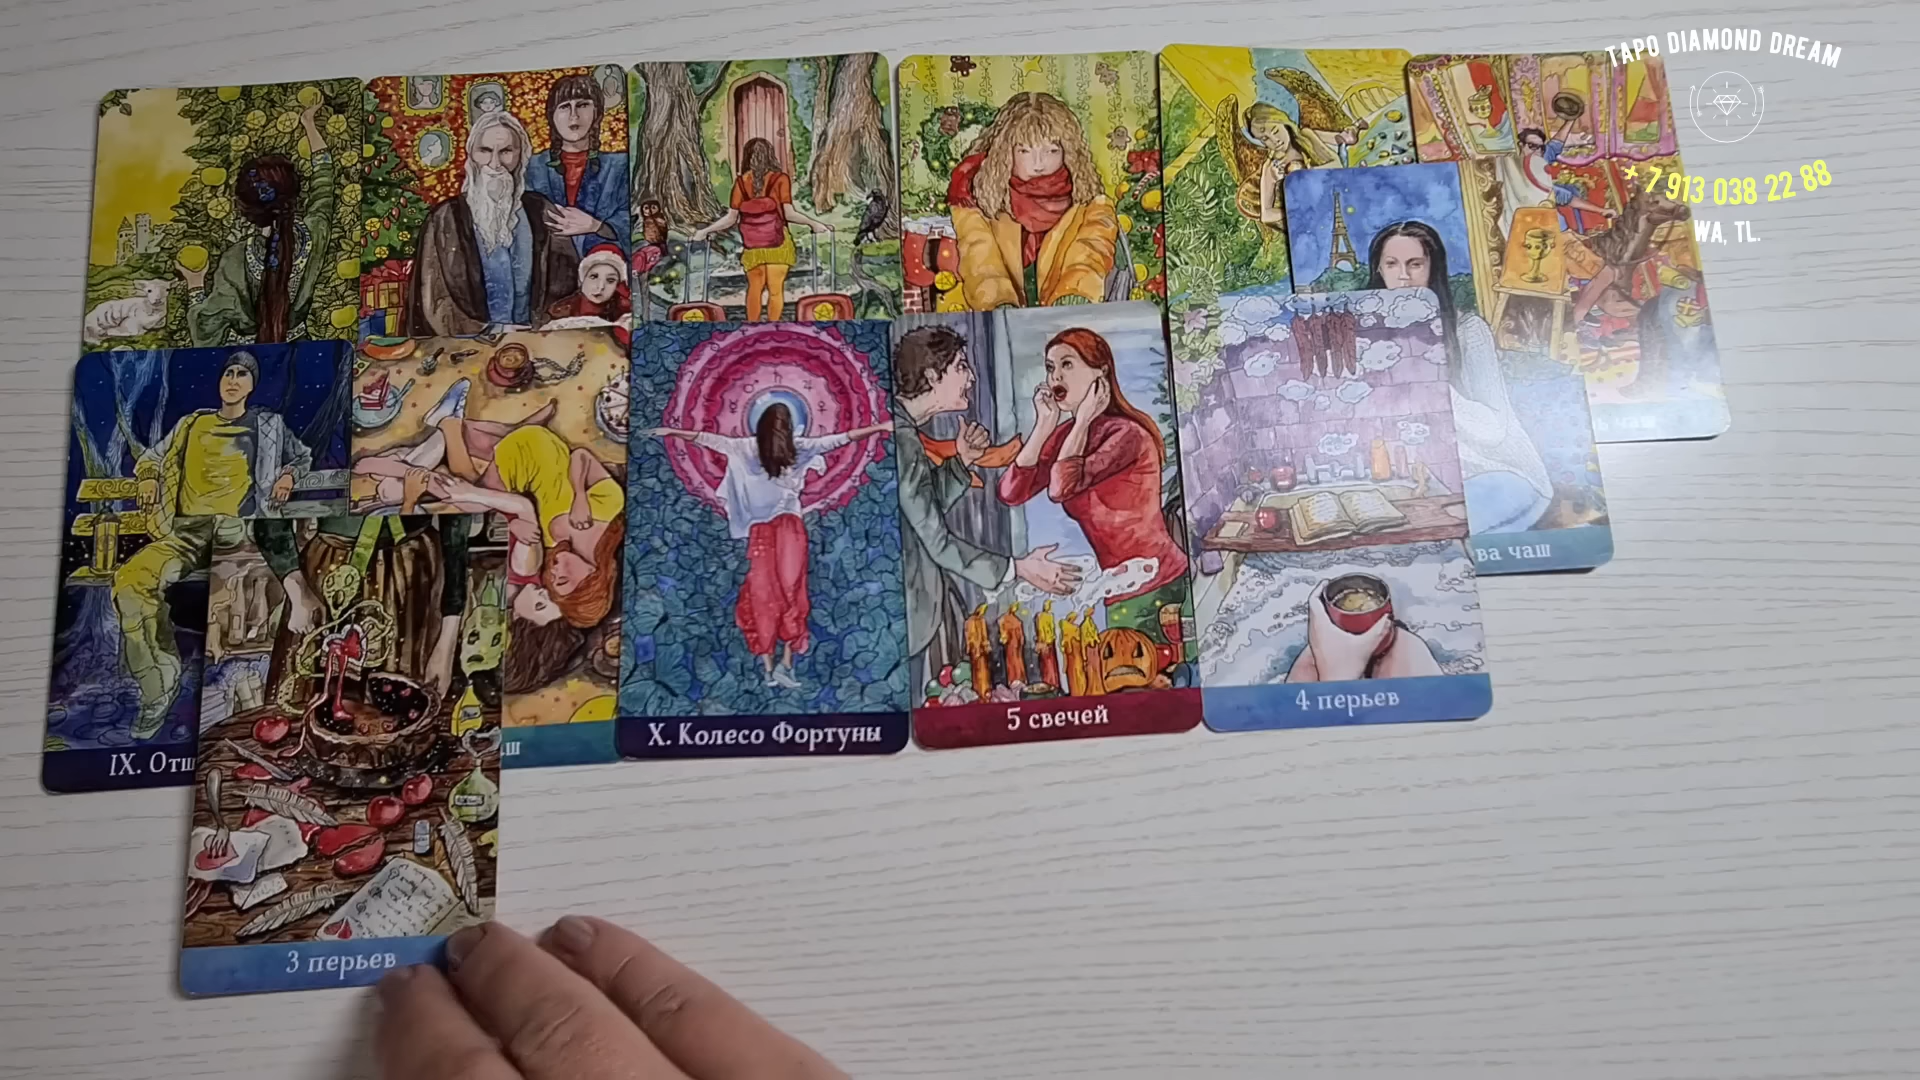 ТАРО DIAMOND DREAM
+ 7 913 038 22 88
WA, TL.
ва чаш
4 перьев
5 свечей
X. Колесо Фортуны
IX. Отш
3 перьев